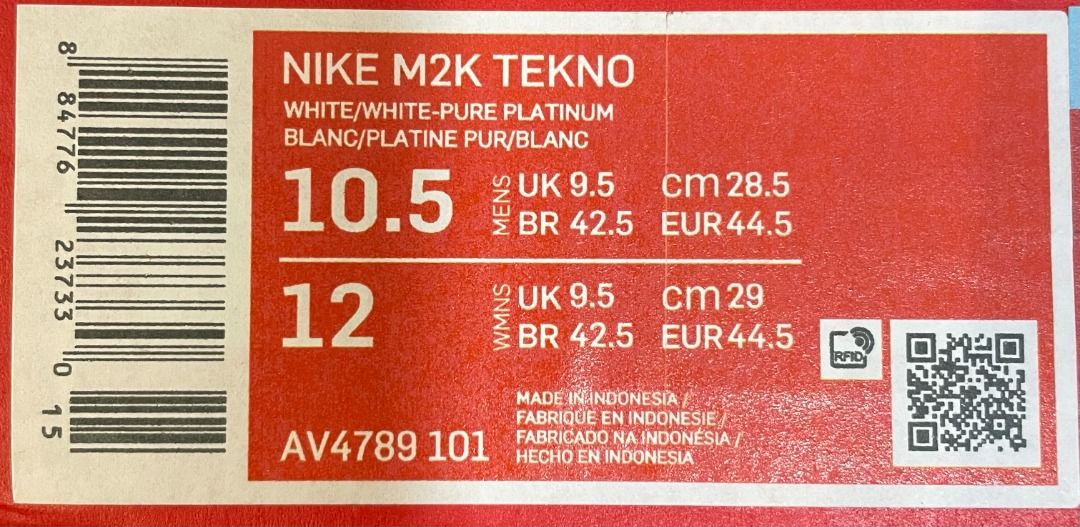 8 84776 23733 0 15
NIKE M2K TEKNO
WHITE/WHITE-PURE PLATINUM
BLANC/PLATINE PUR/BLANC
10.5 MENS UK 9.5 cm 28.5
BR 42.5 EUR 44.5
12 WMNS UK 9.5 cm 29
BR 42.5 EUR 44.5
RFID
AV4789 101
MADE IN INDONESIA /
FABRIQUÉ EN INDONESIE /
FABRICADO NA INDONÉSIA /
HECHO EN INDONESIA